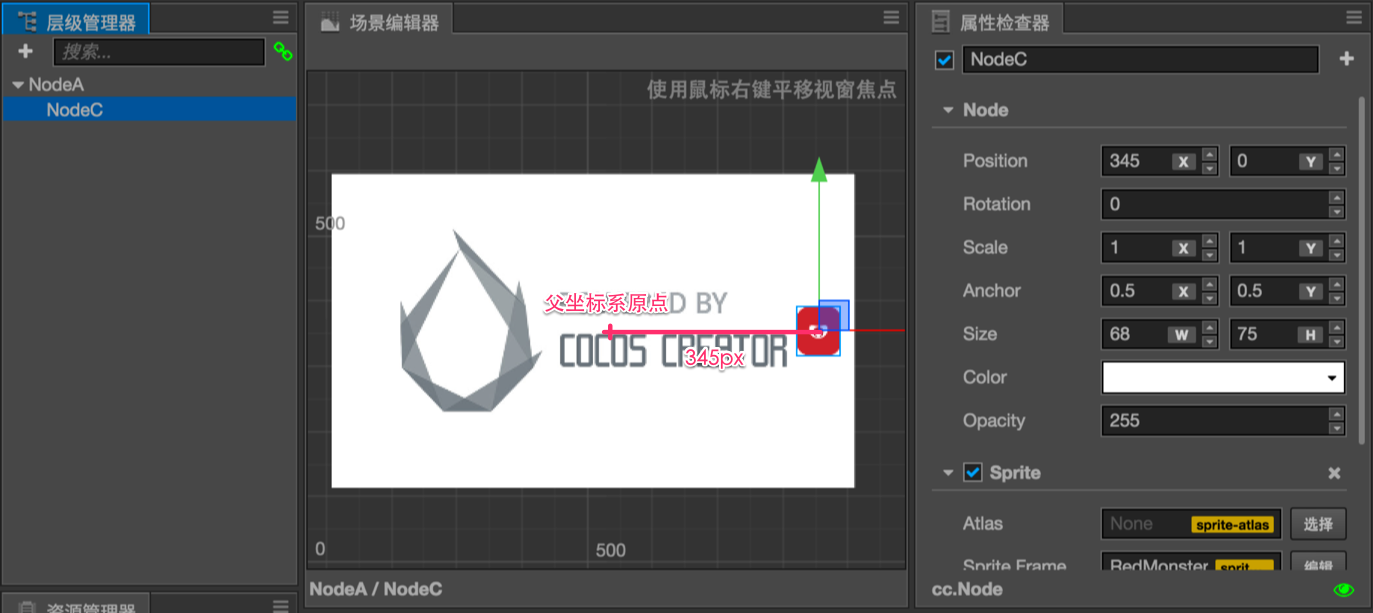 层级管理器
搜索...
NodeA
NodeC
资源管理器
场景编辑器
使用鼠标右键平移视窗焦点
500
父坐标系原点
D BY
COCOS CREATOR
345px
0
500
NodeA / NodeC
属性检查器
NodeC
Node
Position 345 X 0 Y
Rotation 0
Scale 1 X 1 Y
Anchor 0.5 X 0.5 Y
Size 68 W 75 H
Color
Opacity 255
Sprite
Atlas None sprite-atlas 选择
Sprite Frame RedMonster sprit 编辑
cc.Node